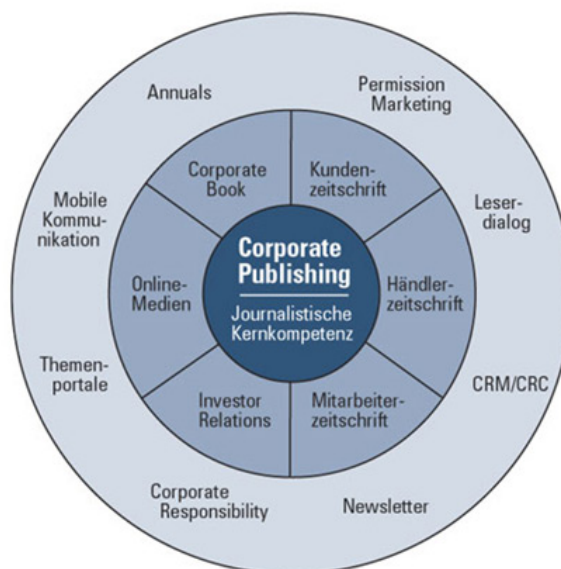 Annuals
Permission
Marketing
Corporate
Book
Kunden-
zeitschrift
Mobile
Kommu-
nikation
Leser-
dialog
Corporate
Publishing
Journalistische
Kernkompetenz
Online-
Medien
Händler-
zeitschrift
Themen-
portale
CRM/CRC
Investor
Relations
Mitarbeiter-
zeitschrift
Corporate
Responsibility
Newsletter